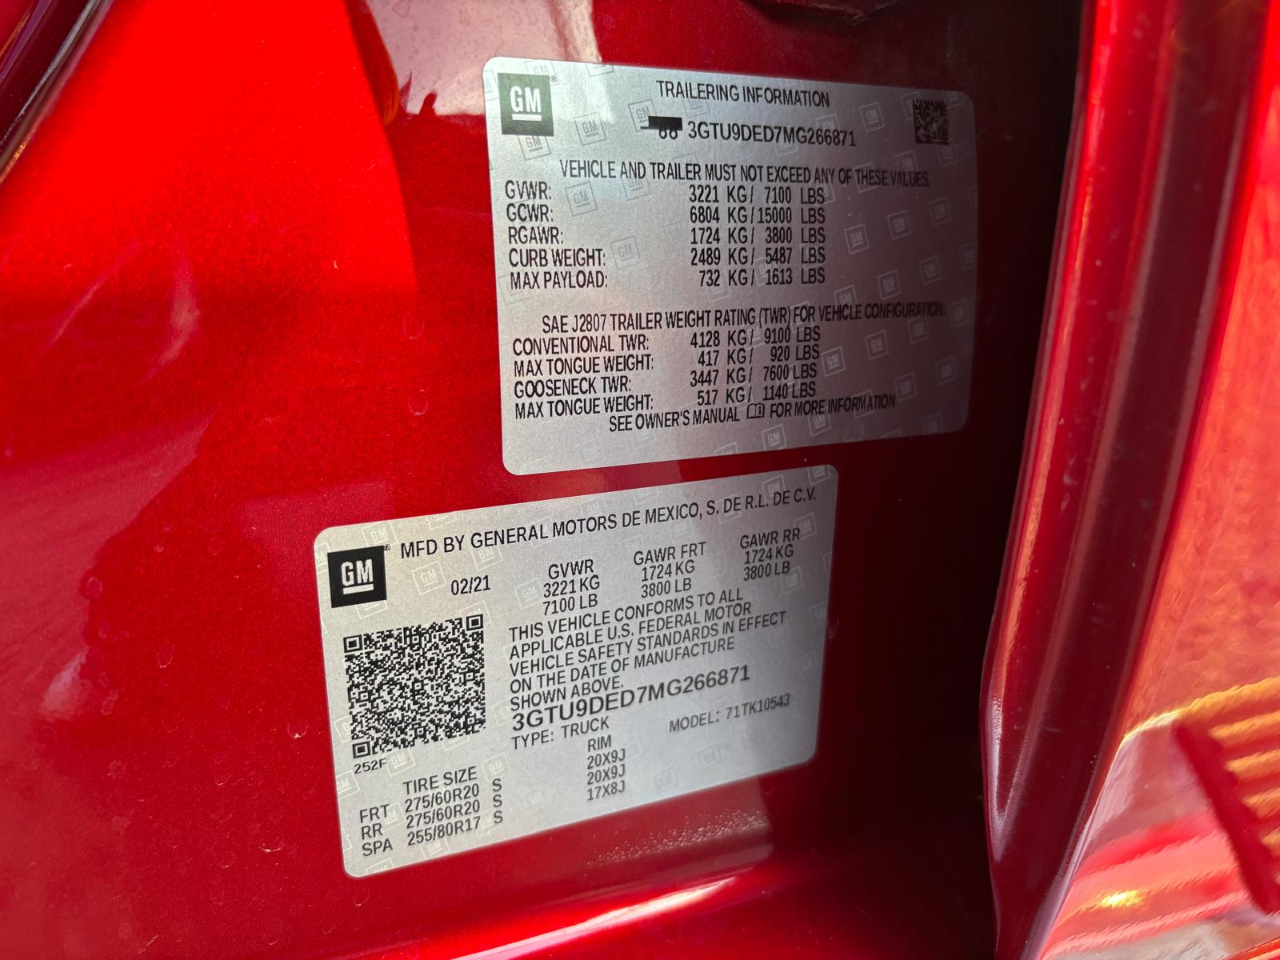 GM
TRAILERING INFORMATION
3GTU9DED7MG266871
VEHICLE AND TRAILER MUST NOT EXCEED ANY OF THESE VALUES.
GVWR: 3221 KG/ 7100 LBS
GCWR: 6804 KG/ 15000 LBS
RGAWR: 1724 KG/ 3800 LBS
CURB WEIGHT: 2489 KG/ 5487 LBS
MAX PAYLOAD: 732 KG/ 1613 LBS
SAE J2807 TRAILER WEIGHT RATING (TWR) FOR VEHICLE CONFIGURATION.
CONVENTIONAL TWR: 4128 KG/ 9100 LBS
MAX TONGUE WEIGHT: 417 KG/ 920 LBS
GOOSENECK TWR: 3447 KG/ 7600 LBS
MAX TONGUE WEIGHT: 517 KG/ 1140 LBS
SEE OWNER'S MANUAL FOR MORE INFORMATION
GM
MFD BY GENERAL MOTORS DE MEXICO, S. DE R.L. DE C.V.
02/21 GVWR GAWR FRT GAWR RR
3221 KG 1724 KG 1724 KG
7100 LB 3800 LB 3800 LB
THIS VEHICLE CONFORMS TO ALL
APPLICABLE U.S. FEDERAL MOTOR
VEHICLE SAFETY STANDARDS IN EFFECT
ON THE DATE OF MANUFACTURE
SHOWN ABOVE.
3GTU9DED7MG266871
TYPE: TRUCK MODEL: 71TK10543
252F
TIRE SIZE RIM
FRT 275/60R20 S 20X9J
RR 275/60R20 S 20X9J
SPA 255/80R17 S 17X8J